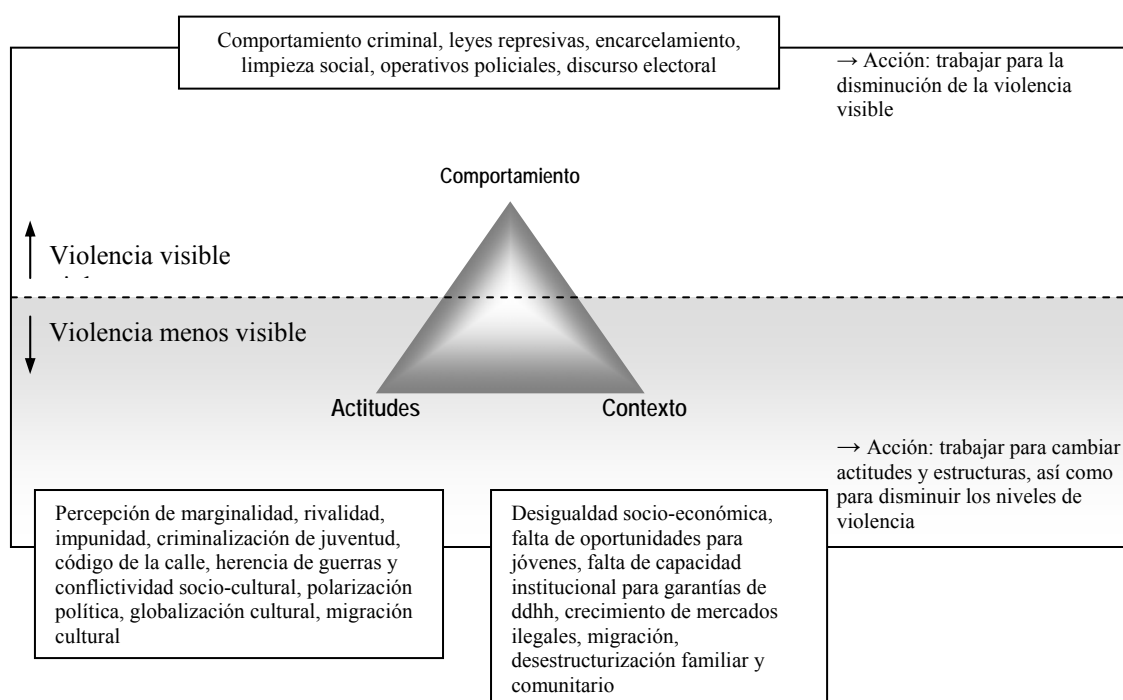 Comportamiento criminal, leyes represivas, encarcelamiento,
limpieza social, operativos policiales, discurso electoral
→ Acción: trabajar para la
disminución de la violencia
visible
Comportamiento
Violencia visible
Violencia menos visible
Actitudes
Contexto
→ Acción: trabajar para cambiar
actitudes y estructuras, así como
para disminuir los niveles de
violencia
Percepción de marginalidad, rivalidad,
impunidad, criminalización de juventud,
código de la calle, herencia de guerras y
conflictividad socio-cultural, polarización
política, globalización cultural, migración
cultural
Desigualdad socio-económica,
falta de oportunidades para
jóvenes, falta de capacidad
institucional para garantías de
ddhh, crecimiento de mercados
ilegales, migración,
desestructurización familiar y
comunitario